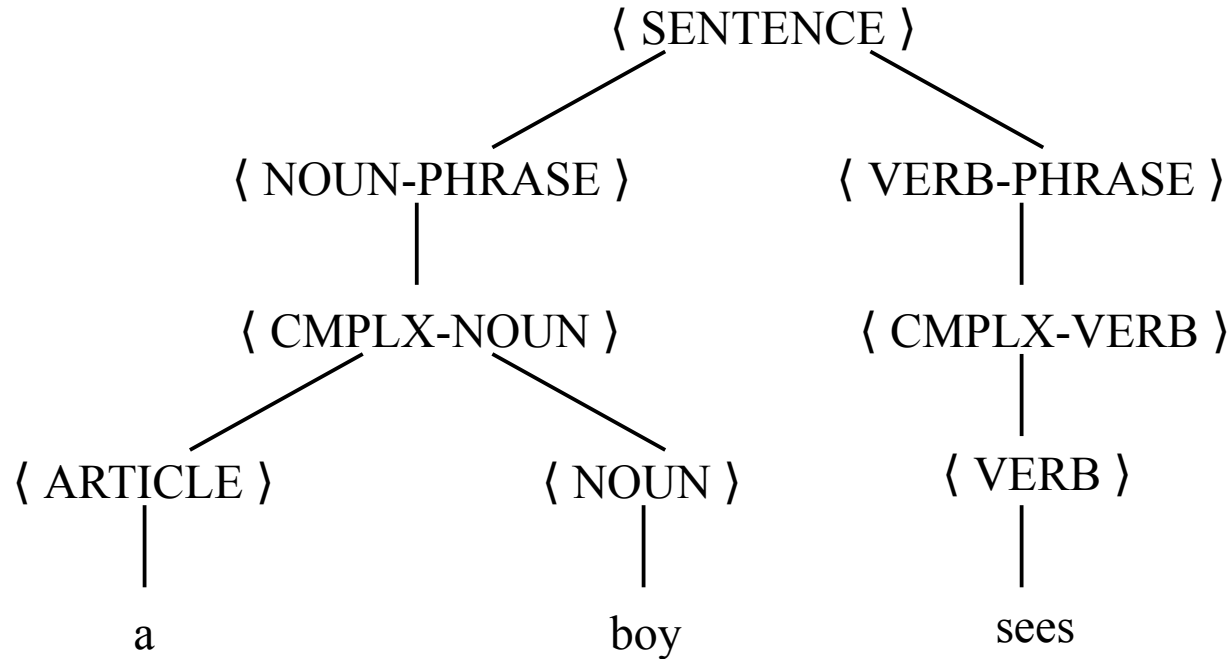 ⟨ SENTENCE ⟩
⟨ NOUN-PHRASE ⟩ ⟨ VERB-PHRASE ⟩
⟨ CMPLX-NOUN ⟩ ⟨ CMPLX-VERB ⟩
⟨ ARTICLE ⟩ ⟨ NOUN ⟩ ⟨ VERB ⟩
a boy sees